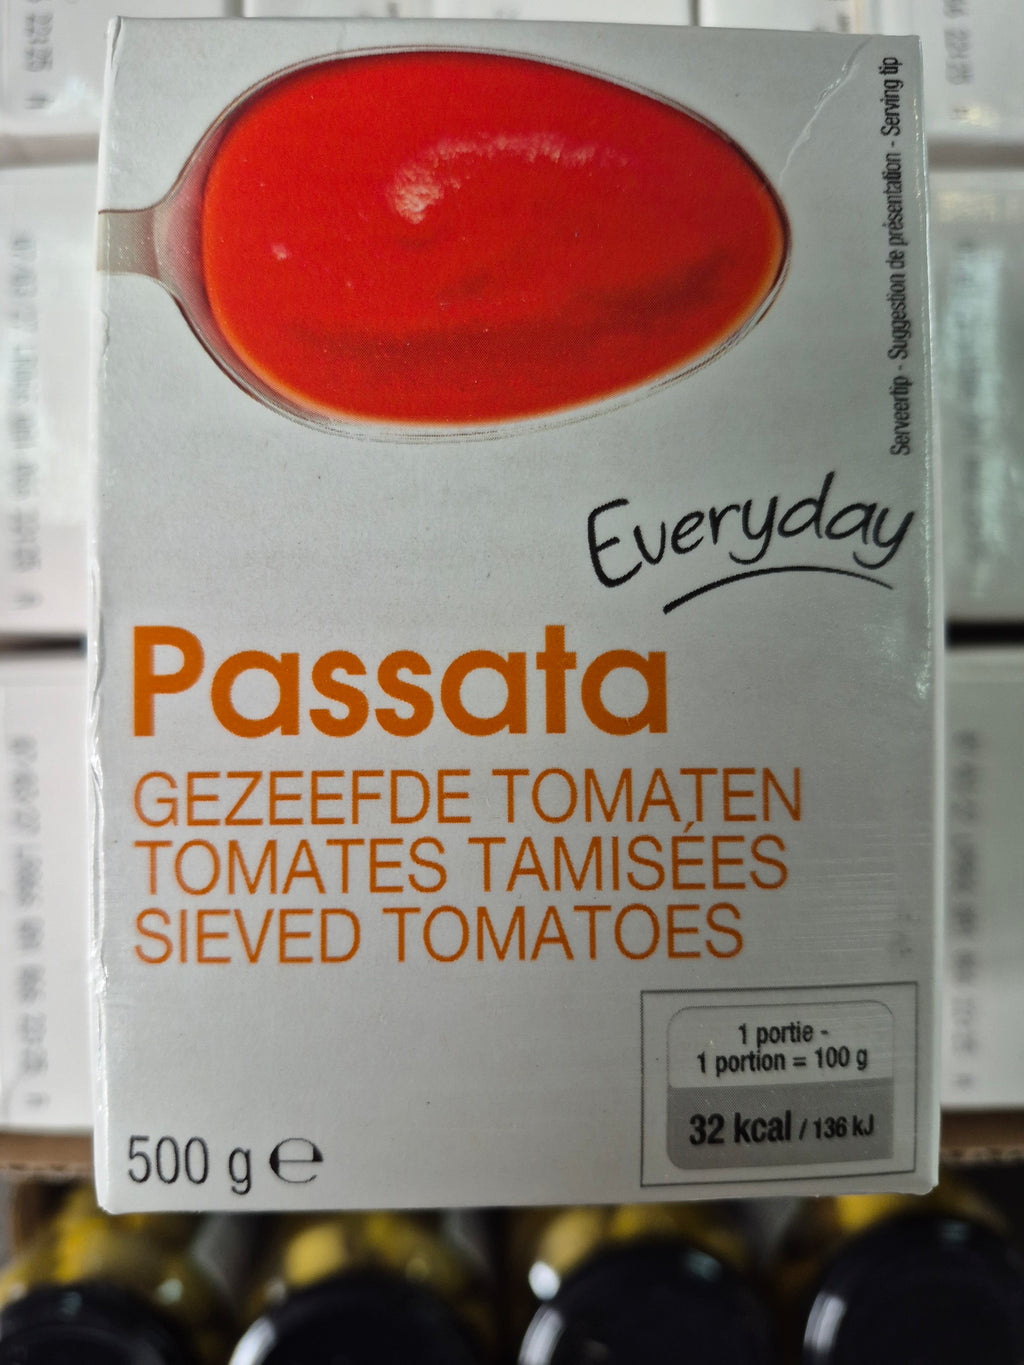 Serveertip - Suggestion de présentation - Serving tip
Everyday
Passata
GEZEEFDE TOMATEN
TOMATES TAMISÉES
SIEVED TOMATOES
1 portie -
1 portion = 100 g
32 kcal / 136 kJ
500 g ℮